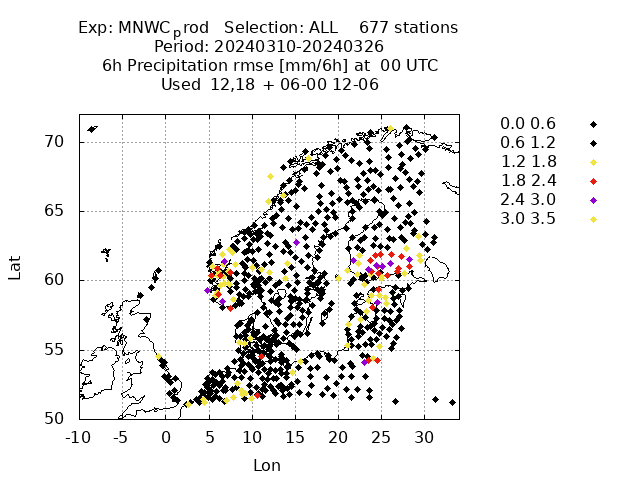 Exp: MNWCprod   Selection: ALL    677 stations
Period: 20240310-20240326
6h Precipitation rmse [mm/6h] at  00 UTC
Used  12,18  + 06-00 12-06
0.0 0.6
0.6 1.2
1.2 1.8
1.8 2.4
2.4 3.0
3.0 3.5
70
65
60
55
50
Lat
-10 -5 0 5 10 15 20 25 30
Lon